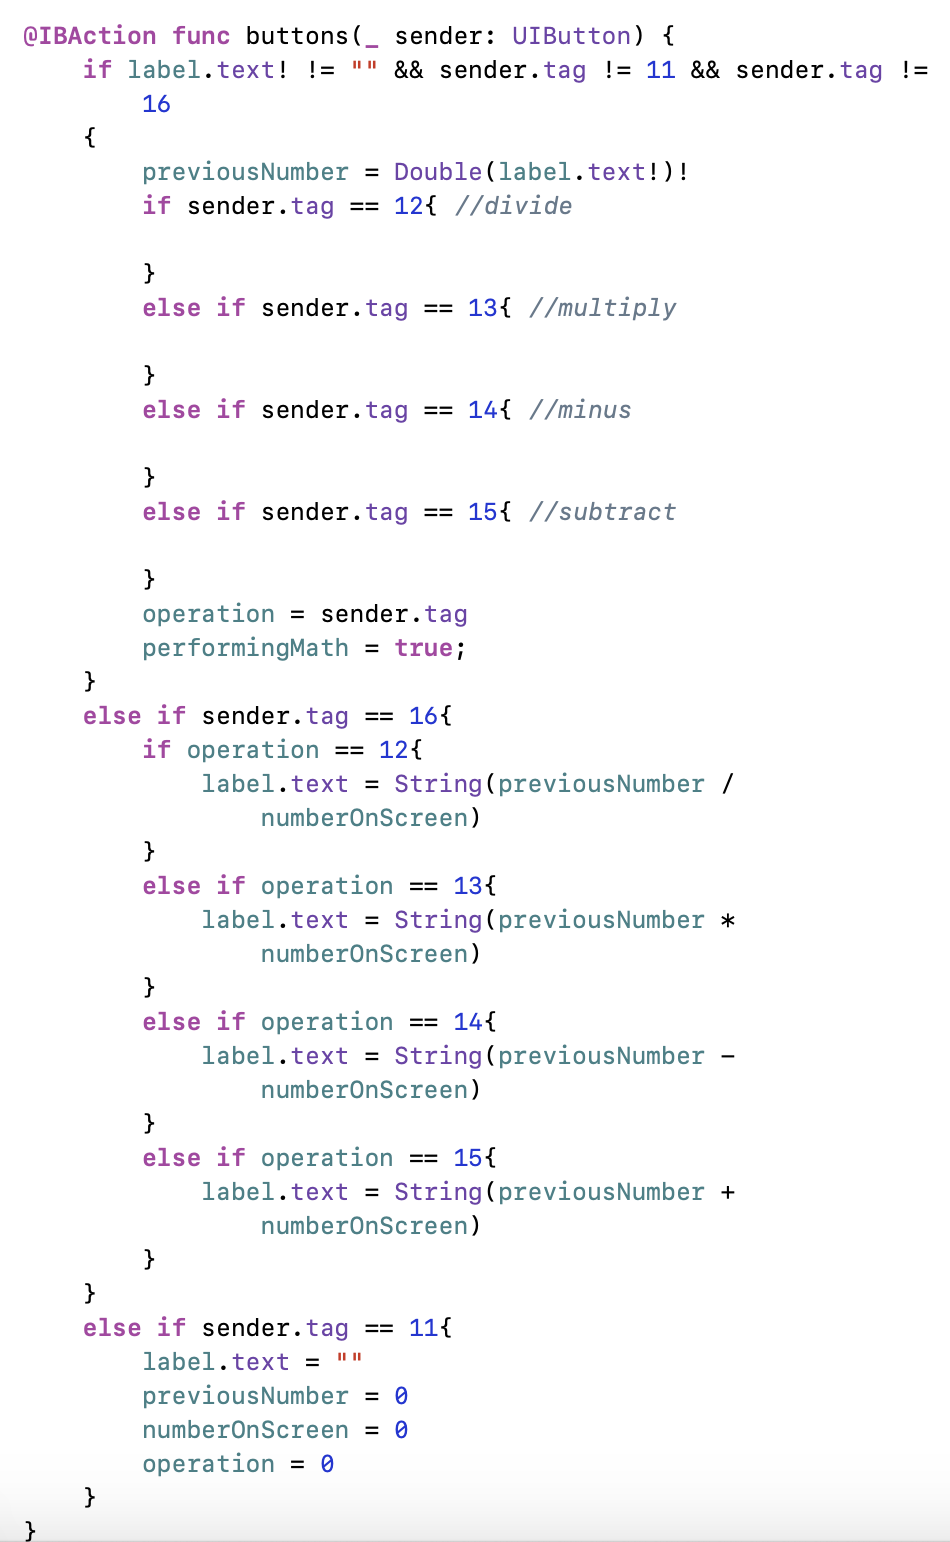 @IBAction func buttons(_ sender: UIButton) {
    if label.text! != "" && sender.tag != 11 && sender.tag !=
        16
    {
        previousNumber = Double(label.text!)!
        if sender.tag == 12{ //divide

        }
        else if sender.tag == 13{ //multiply

        }
        else if sender.tag == 14{ //minus

        }
        else if sender.tag == 15{ //subtract

        }
        operation = sender.tag
        performingMath = true;
    }
    else if sender.tag == 16{
        if operation == 12{
            label.text = String(previousNumber /
                numberOnScreen)
        }
        else if operation == 13{
            label.text = String(previousNumber *
                numberOnScreen)
        }
        else if operation == 14{
            label.text = String(previousNumber -
                numberOnScreen)
        }
        else if operation == 15{
            label.text = String(previousNumber +
                numberOnScreen)
        }
    }
    else if sender.tag == 11{
        label.text = ""
        previousNumber = 0
        numberOnScreen = 0
        operation = 0
    }
}